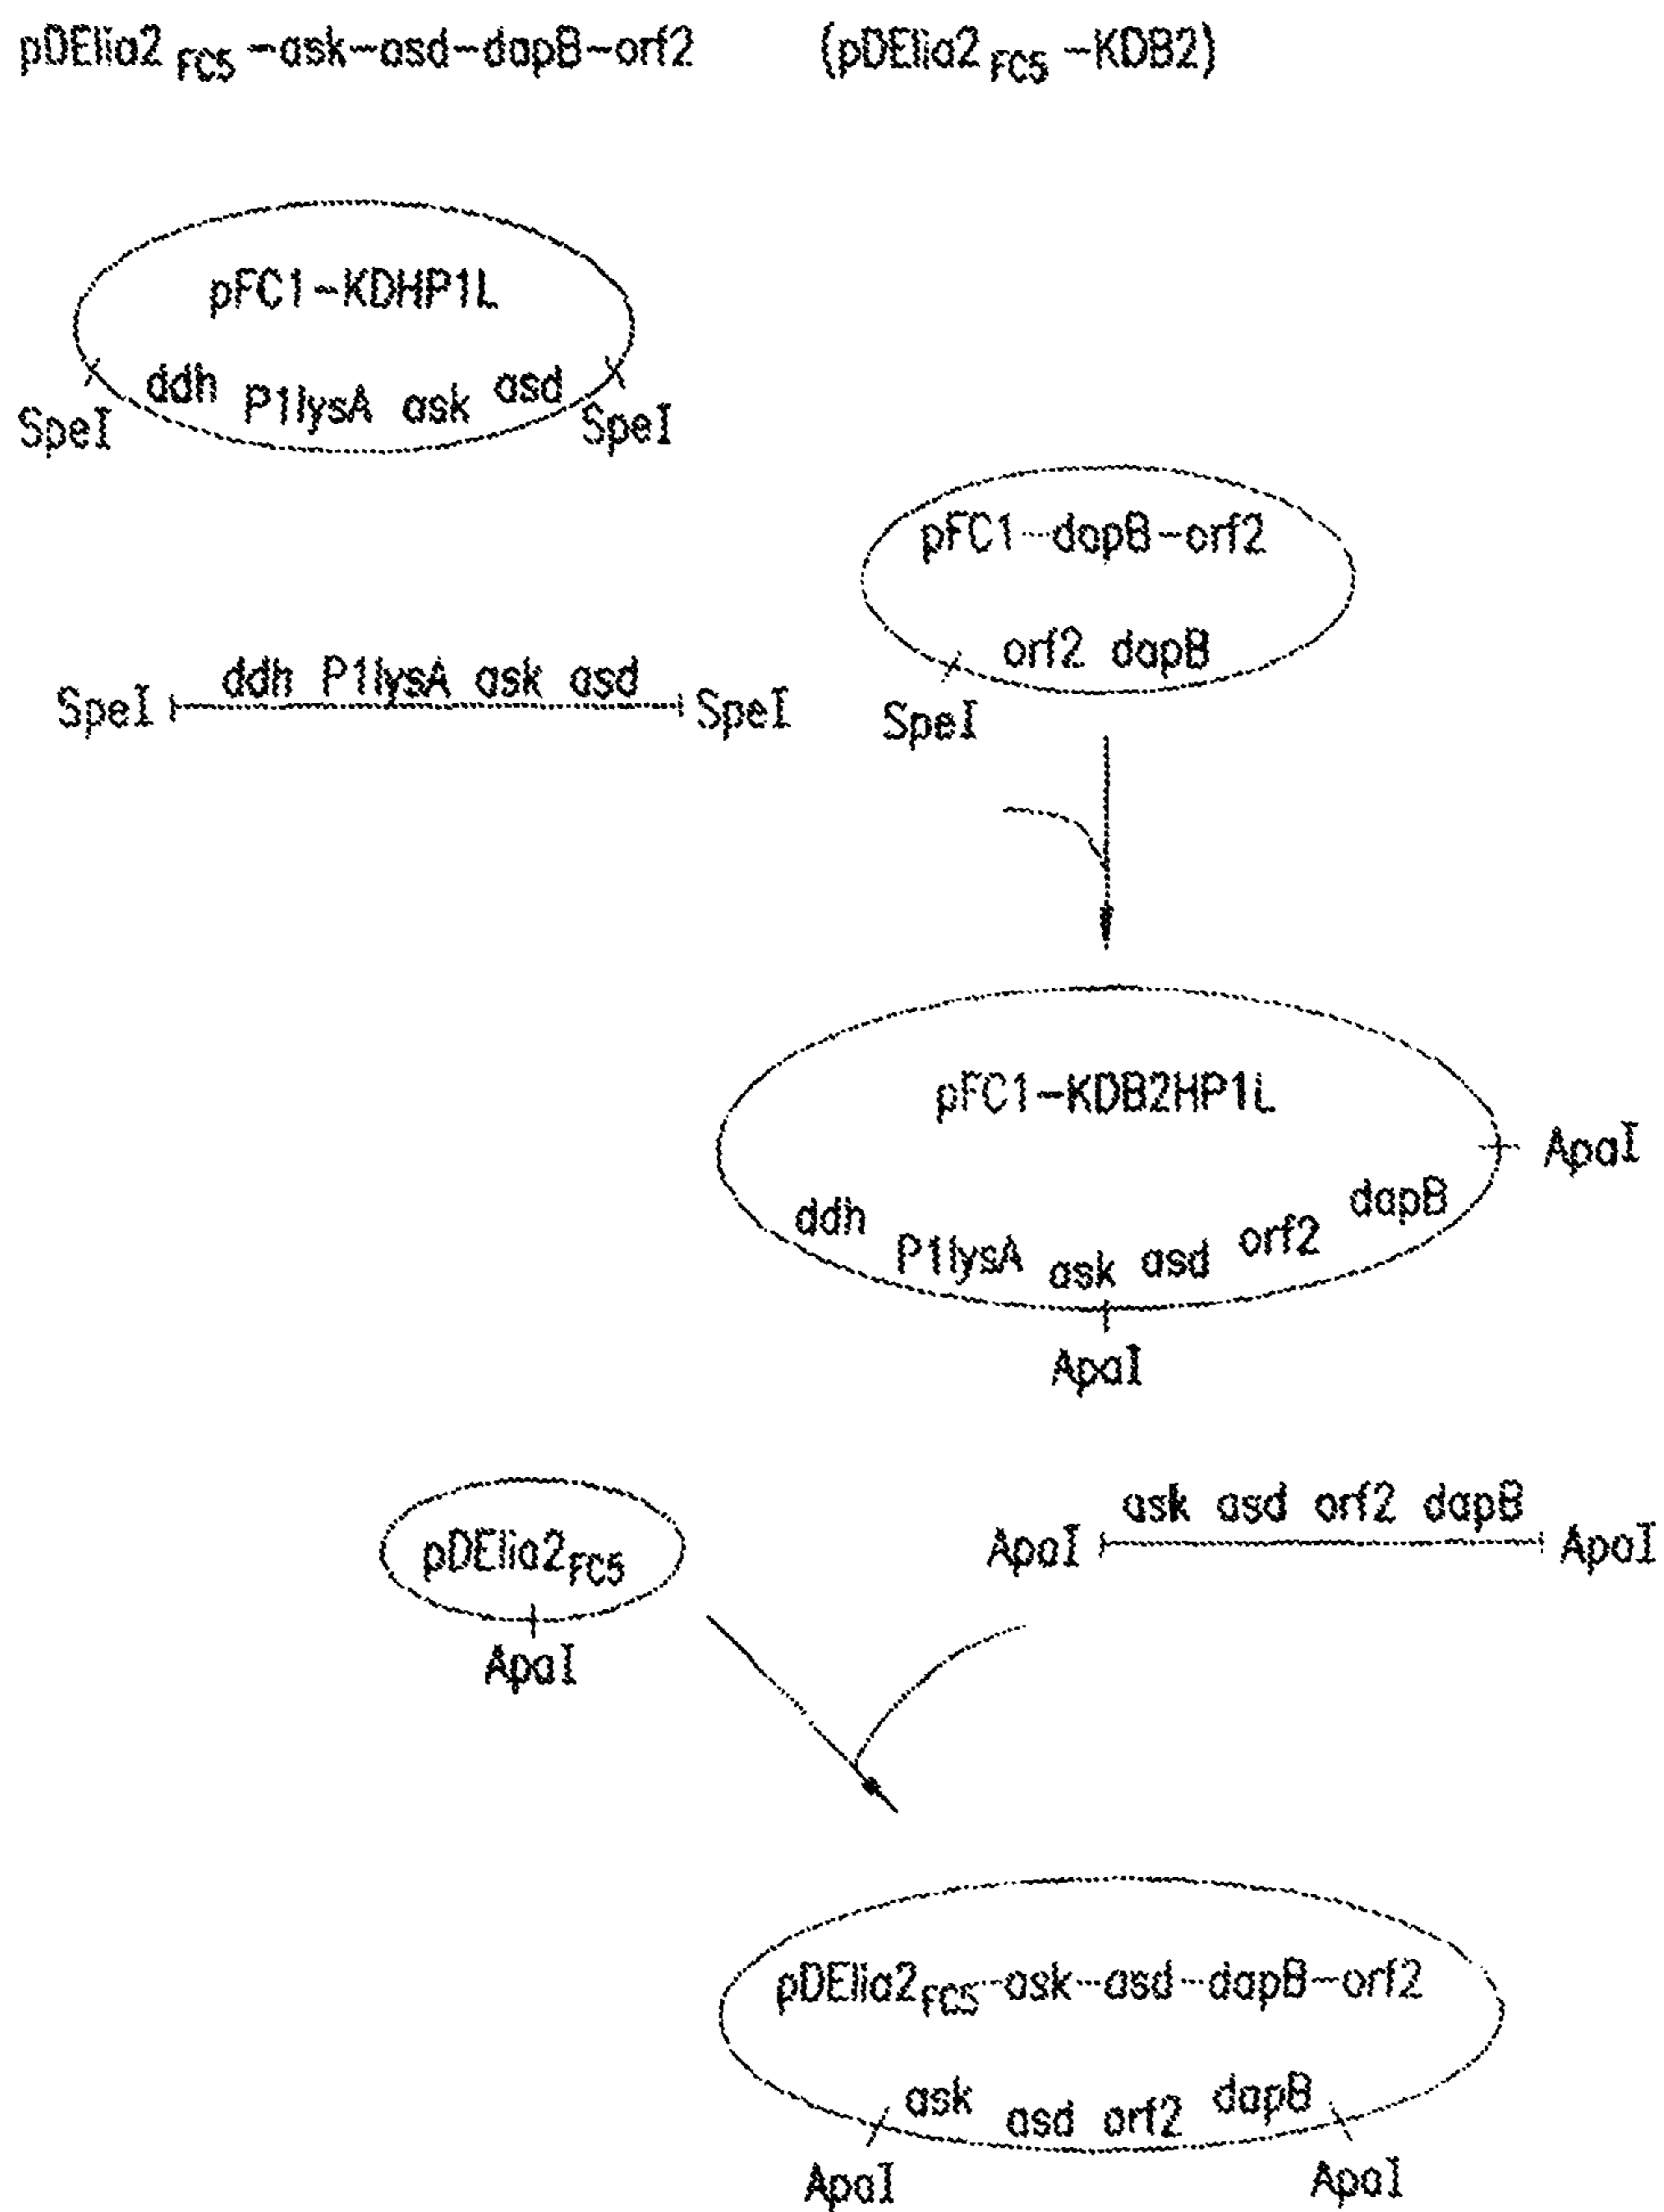 pDElia2 FC5 -ask-asd-dapB-orf2 (pDElia2 FC5 -KDB2)
pFC1-KDHP1L
ddh P1lysA ask asd
SpeI SpeI
pFC1-dapB-orf2
orf2 dapB
SpeI
ddh P1lysA ask asd
SpeI SpeI
pFC1-KDB2HP1L
ApaI
ddh P1lysA ask asd orf2 dapB
ApaI
ask asd orf2 dapB
ApaI ApaI
pDElia2FC5
ApaI
pDElia2FC5-ask-asd-dapB-orf2
ask asd orf2 dapB
ApaI ApaI